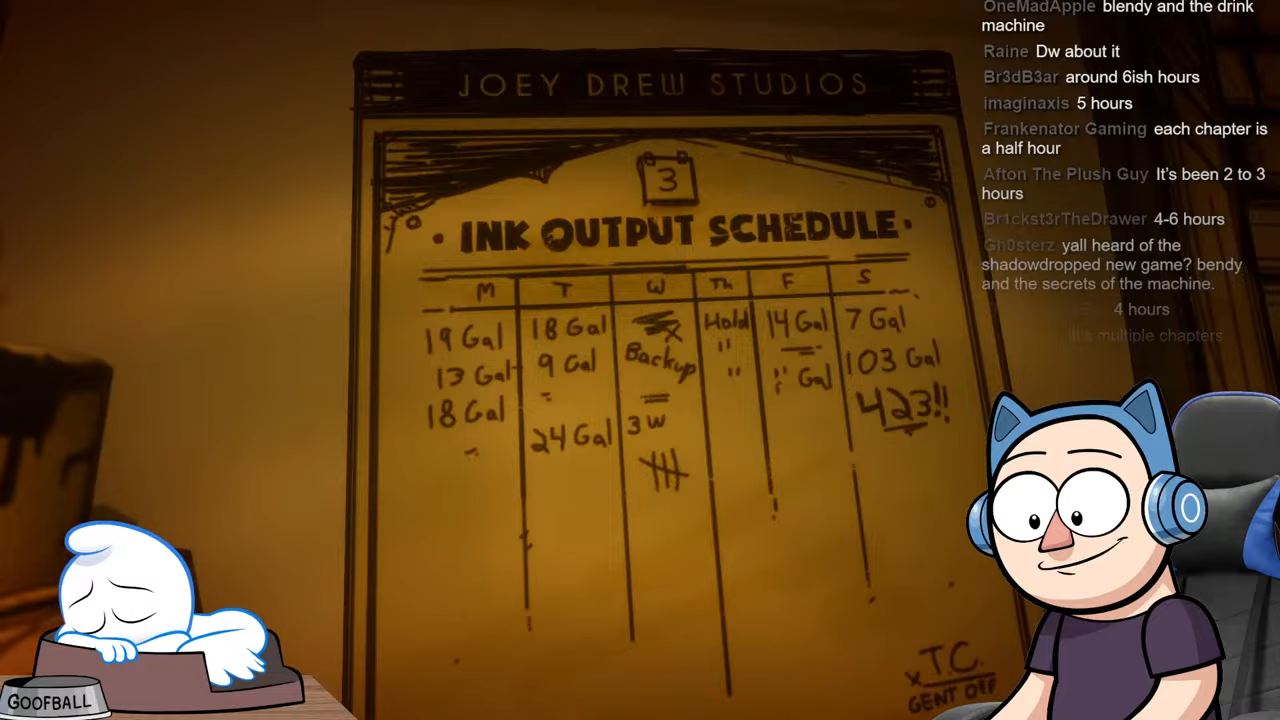 JOEY DREW STUDIOS
3
INK OUTPUT SCHEDULE
M T W Th F S
19 Gal 18 Gal Hold 14 Gal 7 Gal
13 Gal 9 Gal Backup " " Gal 103 Gal
18 Gal 24 Gal 3 W " 423!!
x T.C.
GENT OFF
OneMadApple blendy and the drink
machine
Raine Dw about it
Br3dB3ar around 6ish hours
imaginaxis 5 hours
Frankenator Gaming each chapter is
a half hour
Afton The Plush Guy It's been 2 to 3
hours
Br1ckst3rTheDrawer 4-6 hours
Gh0sterz yall heard of the
shadowdropped new game? bendy
and the secrets of the machine.
4 hours
It's multiple chapters
GOOFBALL